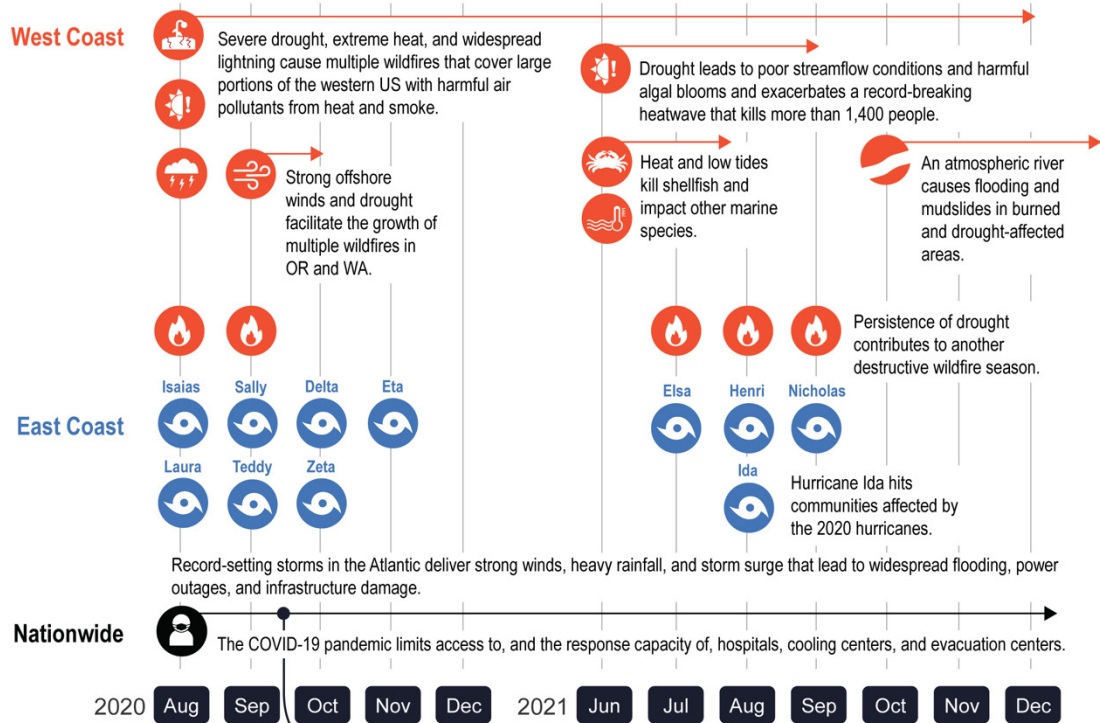 West Coast
Severe drought, extreme heat, and widespread
lightning cause multiple wildfires that cover large
portions of the western US with harmful air
pollutants from heat and smoke.
Drought leads to poor streamflow conditions and harmful
algal blooms and exacerbates a record-breaking
heatwave that kills more than 1,400 people.
Strong offshore
winds and drought
facilitate the growth of
multiple wildfires in
OR and WA.
Heat and low tides
kill shellfish and
impact other marine
species.
An atmospheric river
causes flooding and
mudslides in burned
and drought-affected
areas.
Persistence of drought
contributes to another
destructive wildfire season.
East Coast
Isaias Sally Delta Eta Elsa Henri Nicholas
Laura Teddy Zeta Ida
Hurricane Ida hits
communities affected by
the 2020 hurricanes.
Record-setting storms in the Atlantic deliver strong winds, heavy rainfall, and storm surge that lead to widespread flooding, power
outages, and infrastructure damage.
Nationwide
The COVID-19 pandemic limits access to, and the response capacity of, hospitals, cooling centers, and evacuation centers.
2020 Aug Sep Oct Nov Dec 2021 Jun Jul Aug Sep Oct Nov Dec